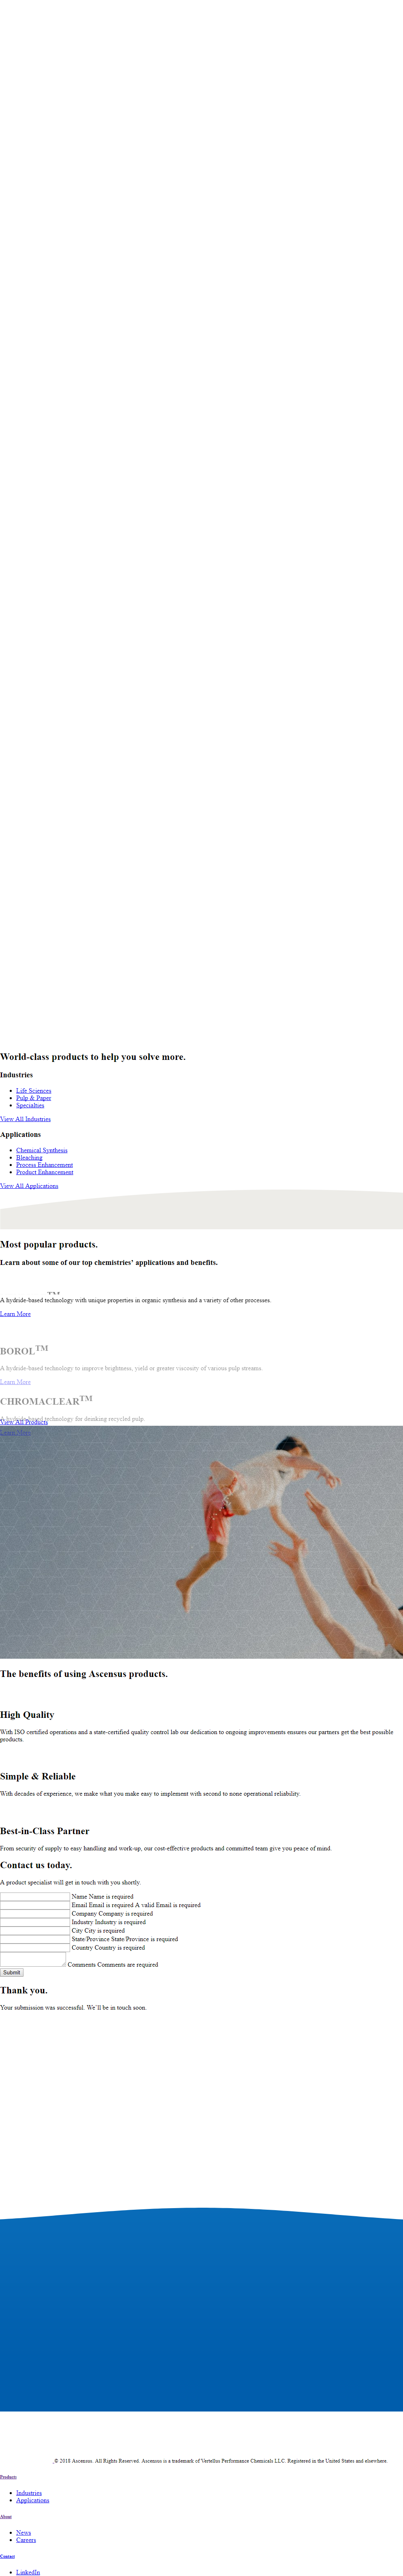 World-class products to help you solve more.
Industries
Life Sciences
Pulp & Paper
Specialties
View All Industries
Applications
Chemical Synthesis
Bleaching
Process Enhancement
Product Enhancement
View All Applications
Most popular products.
Learn about some of our top chemistries' applications and benefits.
TM
A hydride-based technology with unique properties in organic synthesis and a variety of other processes.
Learn More
BOROL™
A hydride-based technology to improve brightness, yield or greater viscosity of various pulp streams.
Learn More
CHROMACLEAR™
A hydride-based technology for deinking recycled pulp.
View All Products
Learn More
The benefits of using Ascensus products.
High Quality
With ISO certified operations and a state-certified quality control lab our dedication to ongoing improvements ensures our partners get the best possible
products.
Simple & Reliable
With decades of experience, we make what you make easy to implement with second to none operational reliability.
Best-in-Class Partner
From security of supply to easy handling and work-up, our cost-effective products and committed team give you peace of mind.
Contact us today.
A product specialist will get in touch with you shortly.
Name Name is required
Email Email is required A valid Email is required
Company Company is required
Industry Industry is required
City City is required
State/Province State/Province is required
Country Country is required
Comments Comments are required
Submit
Thank you.
Your submission was successful. We'll be in touch soon.
© 2018 Ascensus. All Rights Reserved. Ascensus is a trademark of Vertellus Performance Chemicals LLC. Registered in the United States and elsewhere.
Products
Industries
Applications
About
News
Careers
Contact
LinkedIn